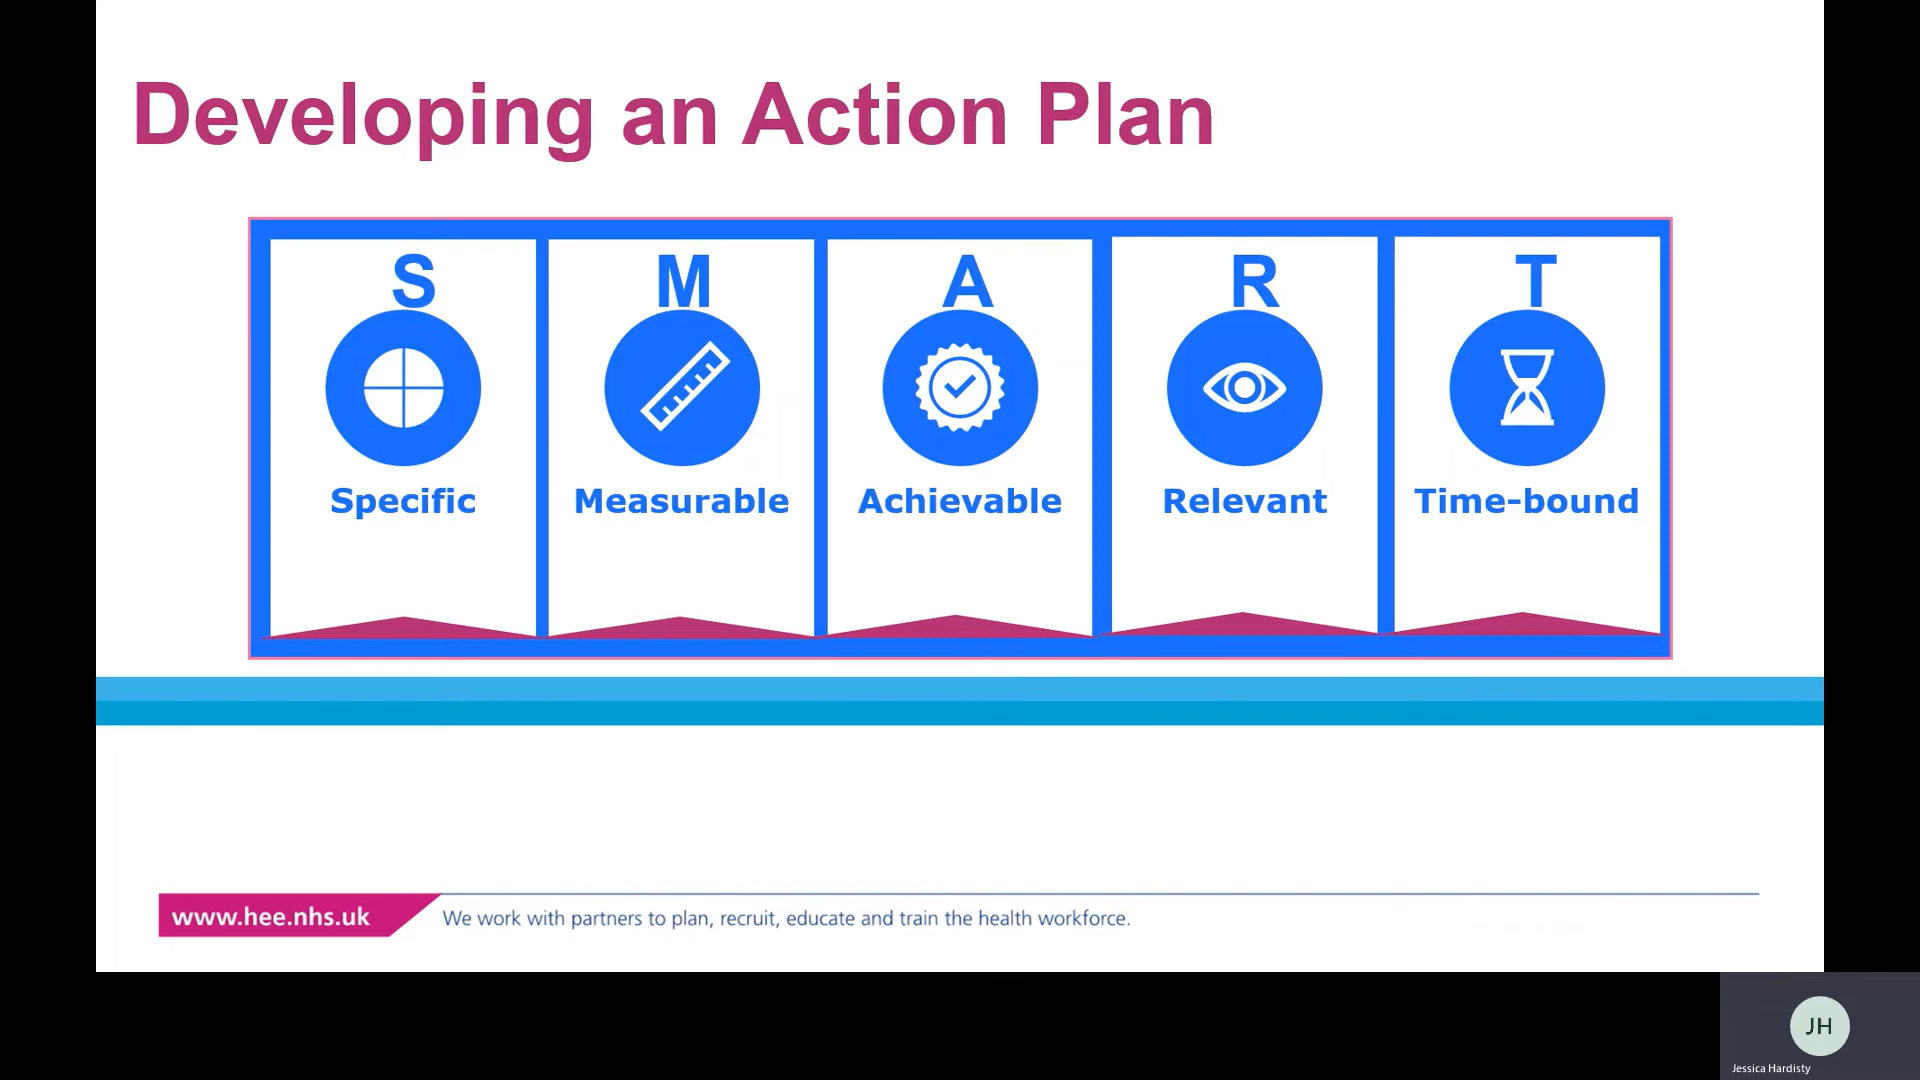 Developing an Action Plan
S M A R T
Specific Measurable Achievable Relevant Time-bound
www.hee.nhs.uk We work with partners to plan, recruit, educate and train the health workforce.
JH
Jessica Hardisty